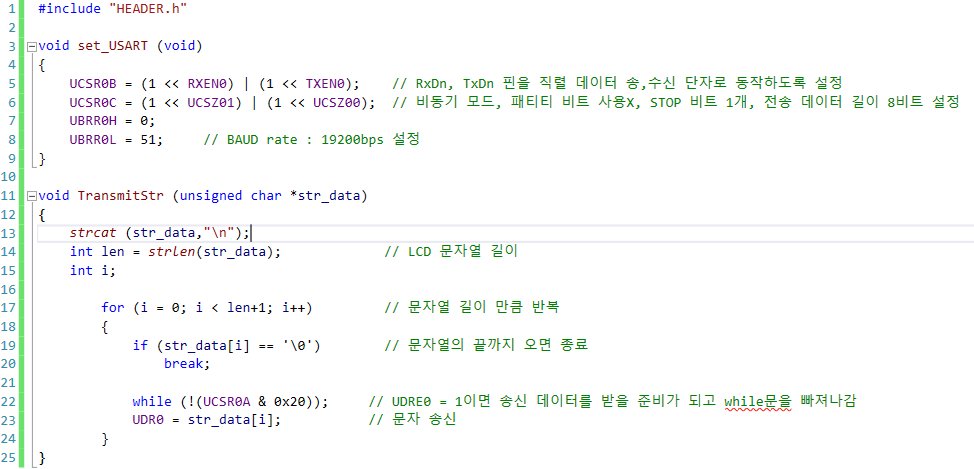 1 #include "HEADER.h"
2
3 void set_USART (void)
4 {
5 UCSR0B = (1 << RXEN0) | (1 << TXEN0); // RxDn, TxDn 핀을 직렬 데이터 송,수신 단자로 동작하도록 설정
6 UCSR0C = (1 << UCSZ01) | (1 << UCSZ00); // 비동기 모드, 패티티 비트 사용X, STOP 비트 1개, 전송 데이터 길이 8비트 설정
7 UBRR0H = 0;
8 UBRR0L = 51; // BAUD rate : 19200bps 설정
9 }
10
11 void TransmitStr (unsigned char *str_data)
12 {
13 strcat (str_data,"\n");
14 int len = strlen(str_data); // LCD 문자열 길이
15 int i;
16
17 for (i = 0; i < len+1; i++) // 문자열 길이 만큼 반복
18 {
19 if (str_data[i] == '\0') // 문자열의 끝까지 오면 종료
20 break;
21
22 while (!(UCSR0A & 0x20)); // UDRE0 = 1이면 송신 데이터를 받을 준비가 되고 while문을 빠져나감
23 UDR0 = str_data[i]; // 문자 송신
24 }
25 }